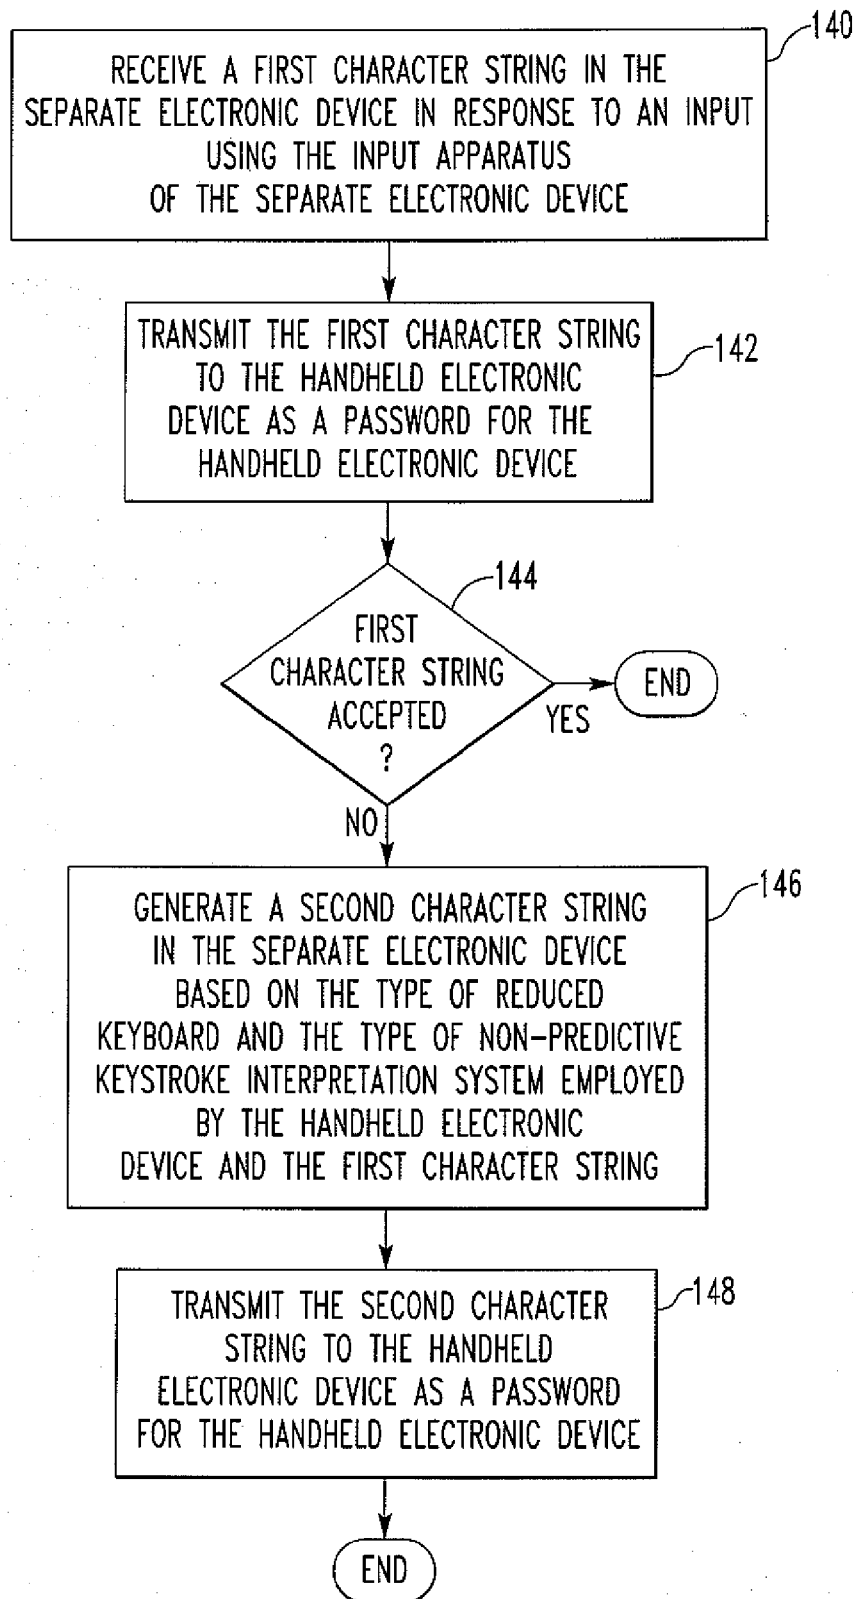 140
RECEIVE A FIRST CHARACTER STRING IN THE
SEPARATE ELECTRONIC DEVICE IN RESPONSE TO AN INPUT
USING THE INPUT APPARATUS
OF THE SEPARATE ELECTRONIC DEVICE
TRANSMIT THE FIRST CHARACTER STRING
TO THE HANDHELD ELECTRONIC
DEVICE AS A PASSWORD FOR THE
HANDHELD ELECTRONIC DEVICE
142
144
FIRST
CHARACTER STRING
ACCEPTED
?
YES
END
NO
146
GENERATE A SECOND CHARACTER STRING
IN THE SEPARATE ELECTRONIC DEVICE
BASED ON THE TYPE OF REDUCED
KEYBOARD AND THE TYPE OF NON-PREDICTIVE
KEYSTROKE INTERPRETATION SYSTEM EMPLOYED
BY THE HANDHELD ELECTRONIC
DEVICE AND THE FIRST CHARACTER STRING
148
TRANSMIT THE SECOND CHARACTER
STRING TO THE HANDHELD
ELECTRONIC DEVICE AS A PASSWORD
FOR THE HANDHELD ELECTRONIC DEVICE
END